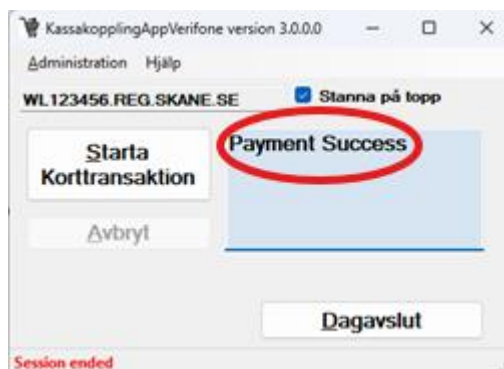 KassakopplingAppVerifone version 3.0.0.0
Administration Hjälp
WL123456.REG.SKANE.SE Stanna på topp
Starta
Korttransaktion
Payment Success
Avbryt
Dagavslut
Session ended